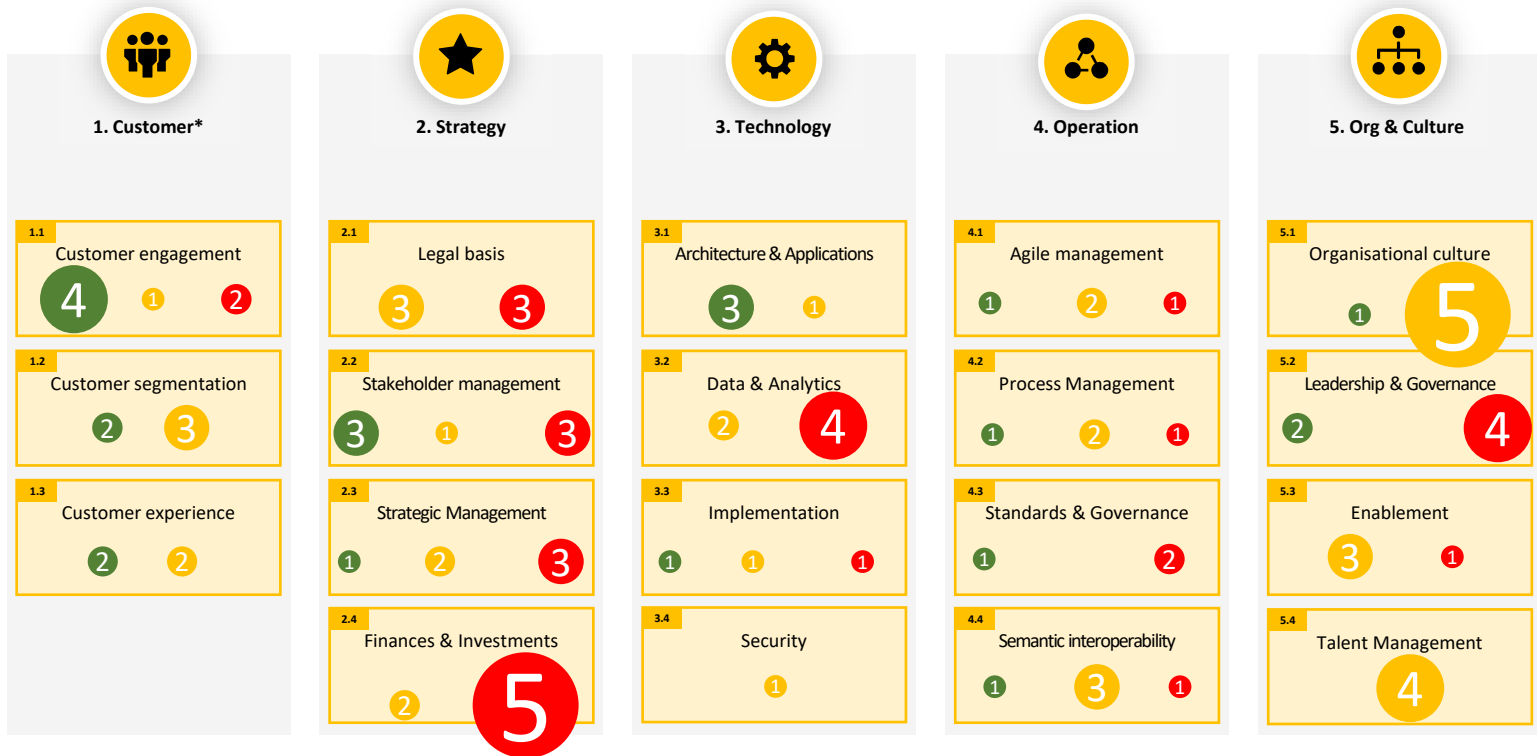 1. Customer*
1.1
Customer engagement
4 1 2
1.2
Customer segmentation
2 3
1.3
Customer experience
2 2
2. Strategy
2.1
Legal basis
3 3
2.2
Stakeholder management
3 1 3
2.3
Strategic Management
1 2 3
2.4
Finances & Investments
2 5
3. Technology
3.1
Architecture & Applications
3 1
3.2
Data & Analytics
2 4
3.3
Implementation
1 1 1
3.4
Security
1
4. Operation
4.1
Agile management
1 2 1
4.2
Process Management
1 2 1
4.3
Standards & Governance
1 2
4.4
Semantic interoperability
1 3 1
5. Org & Culture
5.1
Organisational culture
1 5
5.2
Leadership & Governance
2 4
5.3
Enablement
3 1
5.4
Talent Management
4